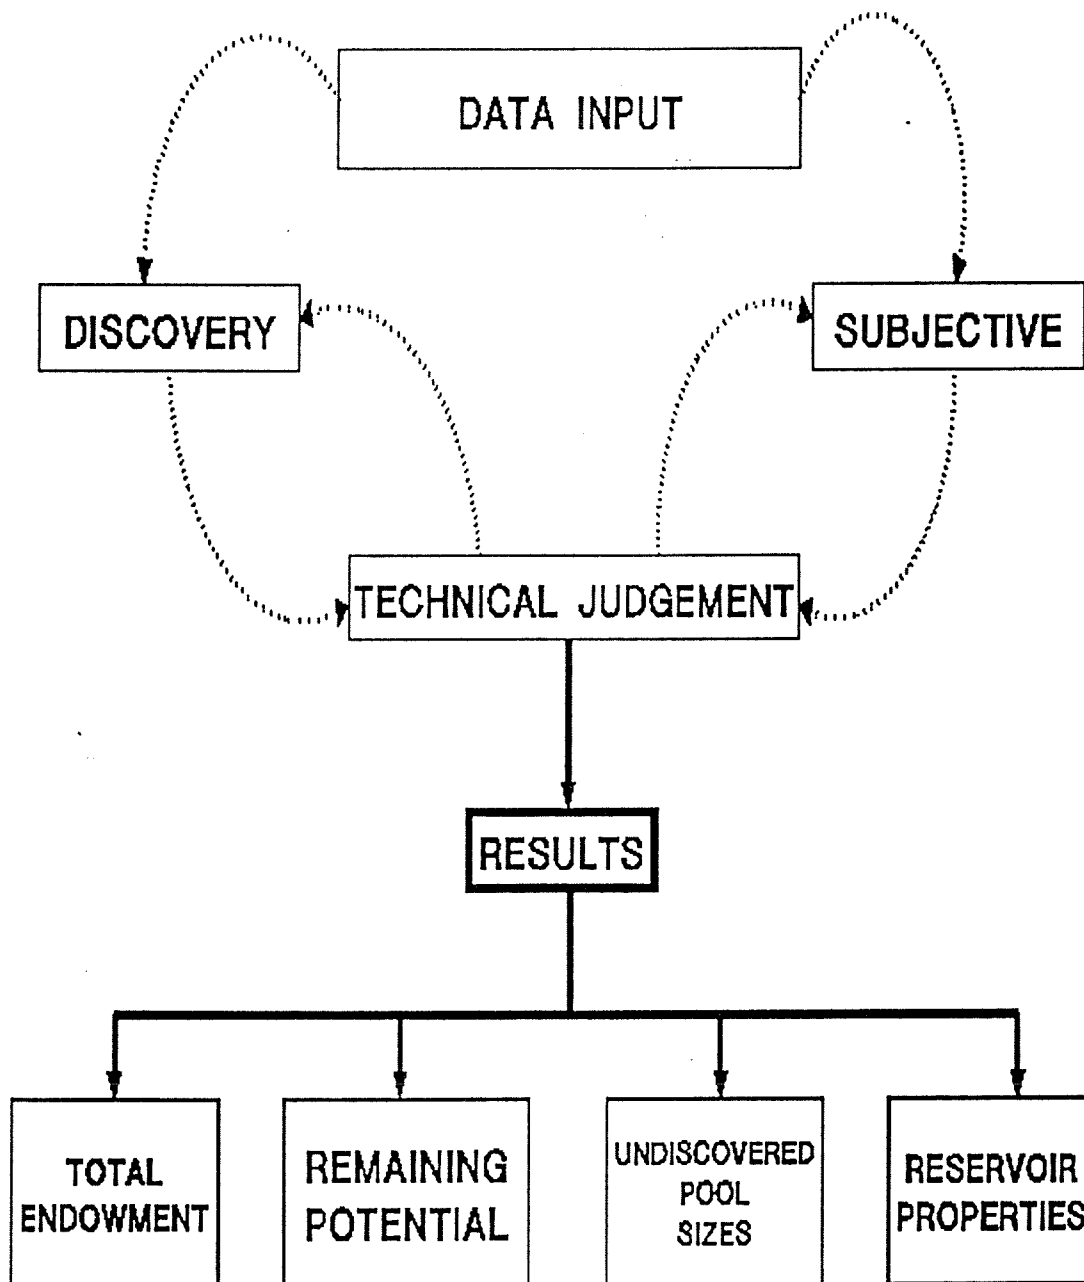 DATA INPUT
DISCOVERY
SUBJECTIVE
TECHNICAL JUDGEMENT
RESULTS
TOTAL
ENDOWMENT
REMAINING
POTENTIAL
UNDISCOVERED
POOL
SIZES
RESERVOIR
PROPERTIES